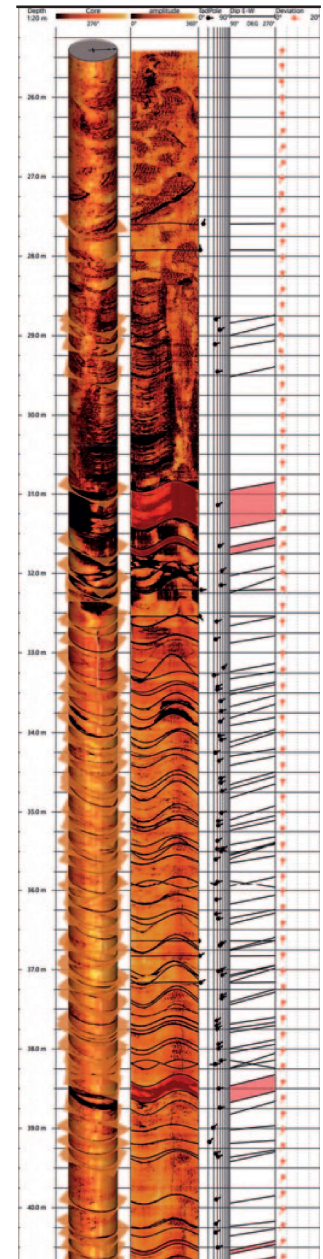 Depth Core amplitude TadPole Dip E-W Deviation
1:20 m 276° 0° 360° 0° 90° 90° DEG 270° 0° 20°
26.0 m
27.0 m
28.0 m
29.0 m
30.0 m
31.0 m
32.0 m
33.0 m
34.0 m
35.0 m
36.0 m
37.0 m
38.0 m
39.0 m
40.0 m